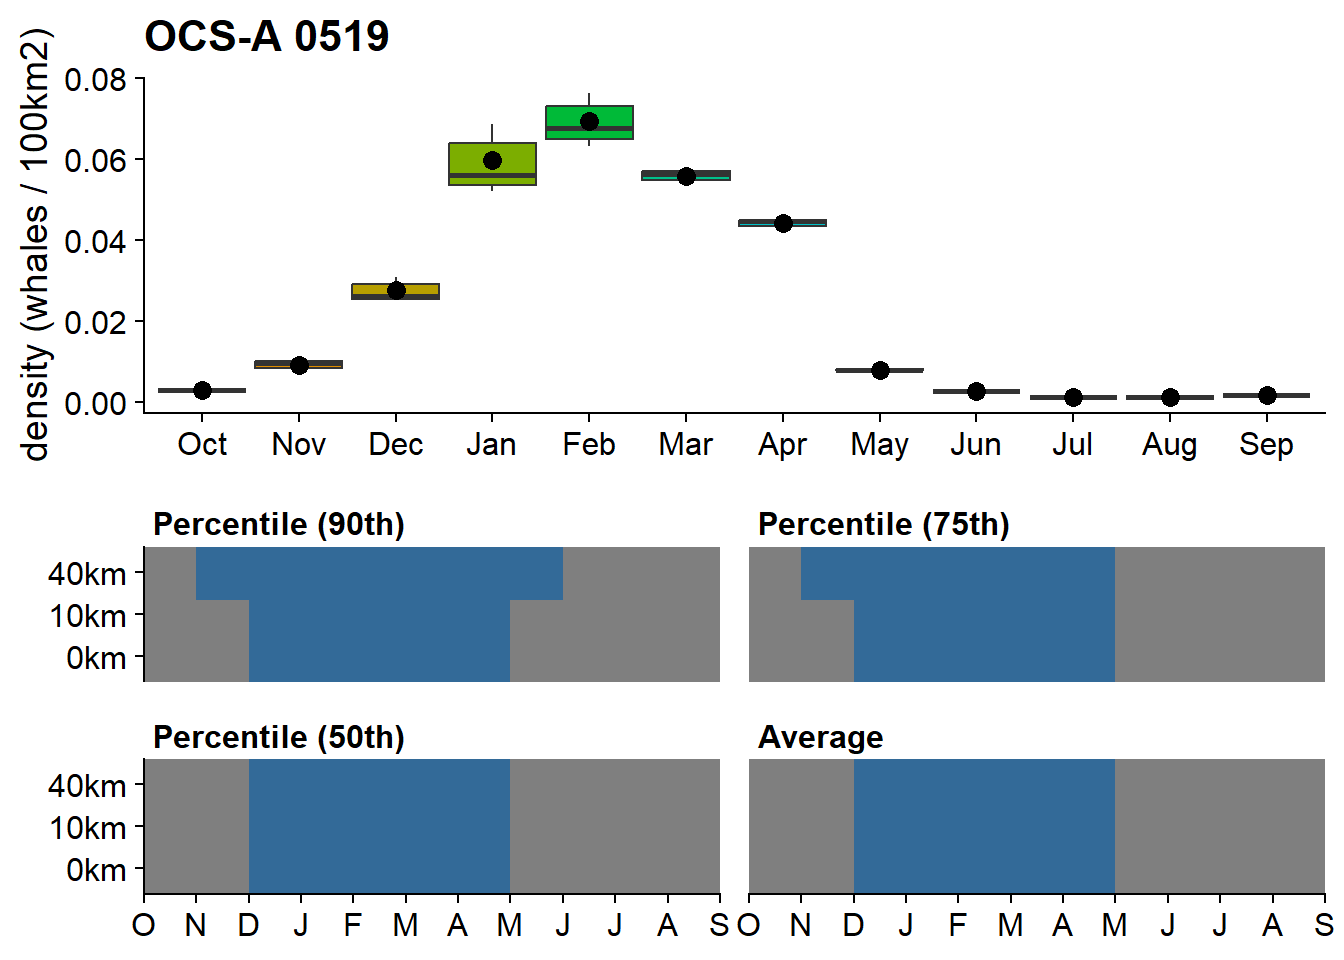 OCS-A 0519
density (whales / 100km2)
0.08
0.06
0.04
0.02
0.00
Oct Nov Dec Jan Feb Mar Apr May Jun Jul Aug Sep
Percentile (90th) Percentile (75th)
40km
10km
0km
Percentile (50th) Average
40km
10km
0km
O N D J F M A M J J A S O N D J F M A M J J A S